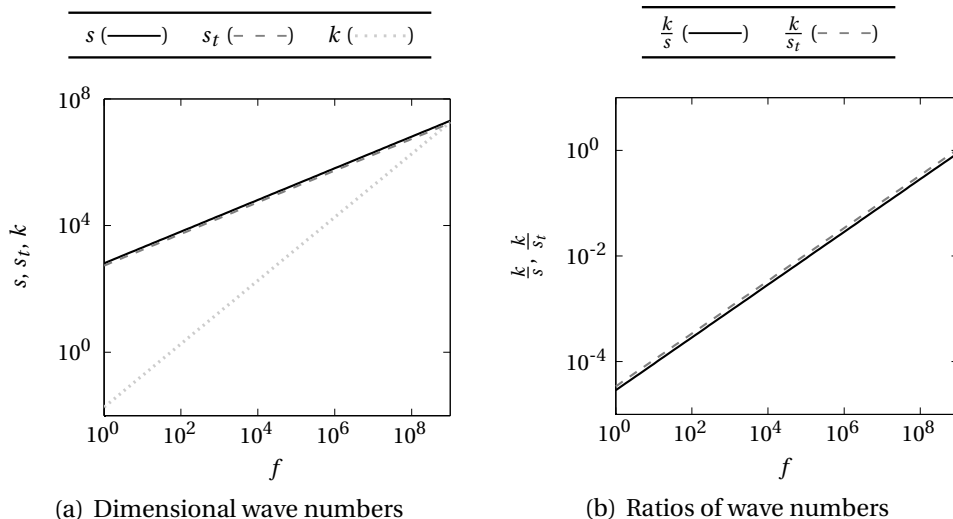 s (——) s_t (– – –) k (·······)
k/s (——) k/s_t (– – –)
10^8
10^4
10^0
s, s_t, k
10^0 10^2 10^4 10^6 10^8
f
(a) Dimensional wave numbers
10^0
10^-2
10^-4
k/s, k/s_t
10^0 10^2 10^4 10^6 10^8
f
(b) Ratios of wave numbers